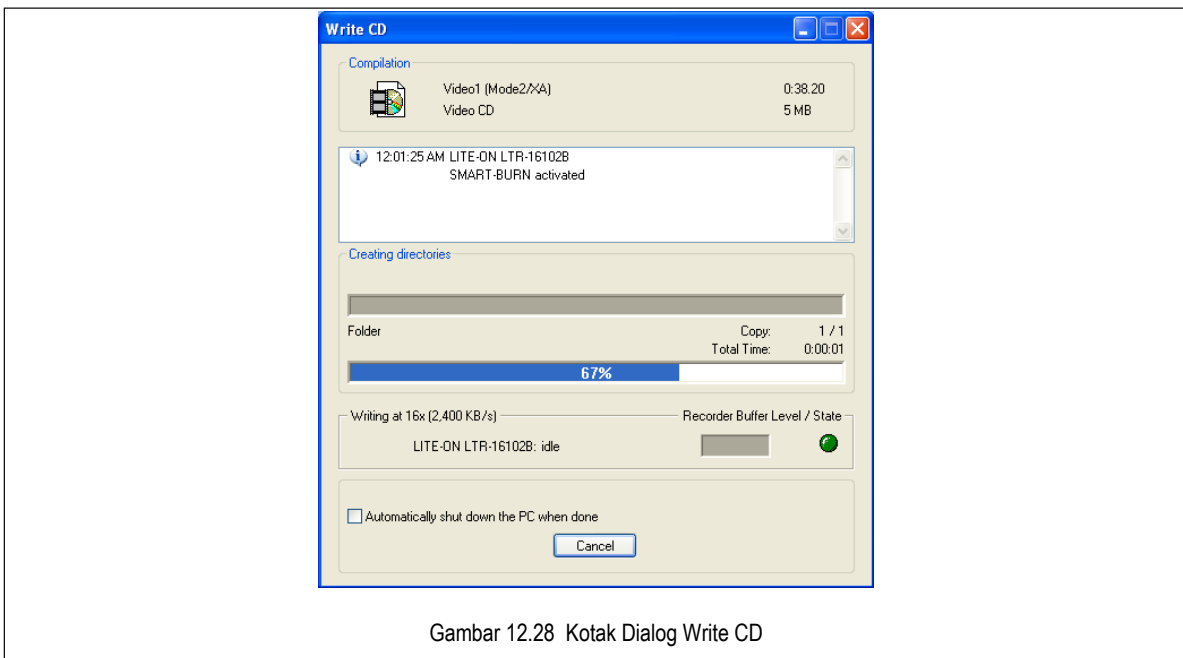 Write CD
Compilation
Video1 (Mode2/XA) 0:38.20
Video CD 5 MB
12:01:25 AM LITE-ON LTR-16102B
SMART-BURN activated
Creating directories
Folder Copy: 1 / 1
Total Time: 0:00:01
67%
Writing at 16x (2,400 KB/s) Recorder Buffer Level / State
LITE-ON LTR-16102B: idle
Automatically shut down the PC when done
Cancel
Gambar 12.28 Kotak Dialog Write CD